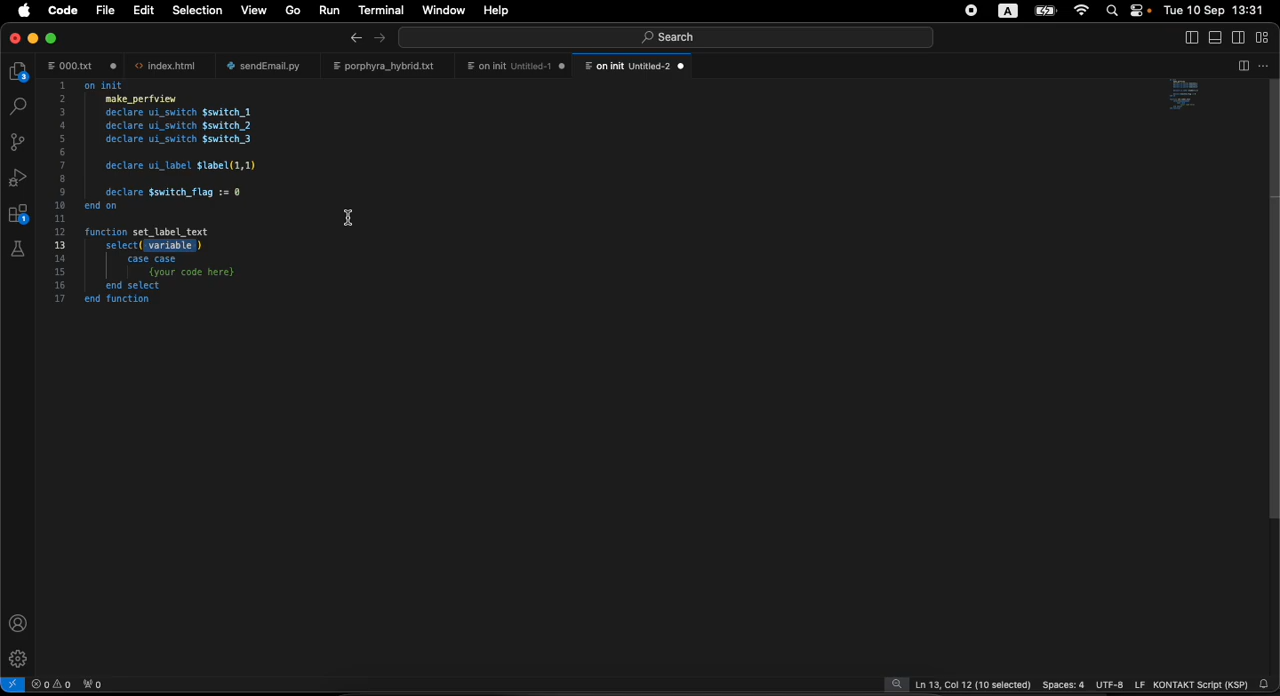 Code File Edit Selection View Go Run Terminal Window Help A Tue 10 Sep 13:31
Search
000.txt index.html sendEmail.py porphyra_hybrid.txt on init Untitled-1 on init Untitled-2
1 on init
2 make_perfview
3 declare ui_switch $switch_1
4 declare ui_switch $switch_2
5 declare ui_switch $switch_3
6
7 declare ui_label $label(1,1)
8
9 declare $switch_flag := 0
10 end on
11
12 function set_label_text
13 select( variable )
14 case case
15 {your code here}
16 end select
17 end function
3
1
0 0 0 Ln 13, Col 12 (10 selected) Spaces: 4 UTF-8 LF KONTAKT Script (KSP)